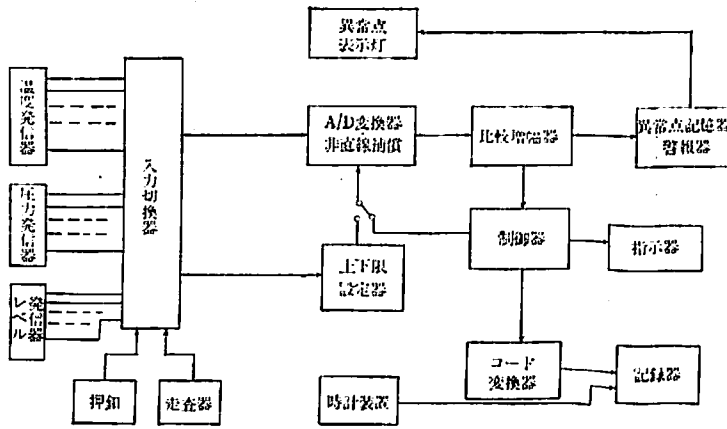 異常点
表示灯
温度発信器
入力切換器
A/D変換器
非直線補償
比較増幅器
異常点記憶器
警報器
圧力発信器
制御器
指示器
上下限
設定器
レベル
発信器
コード
変換器
記録器
押釦
走査器
時計装置